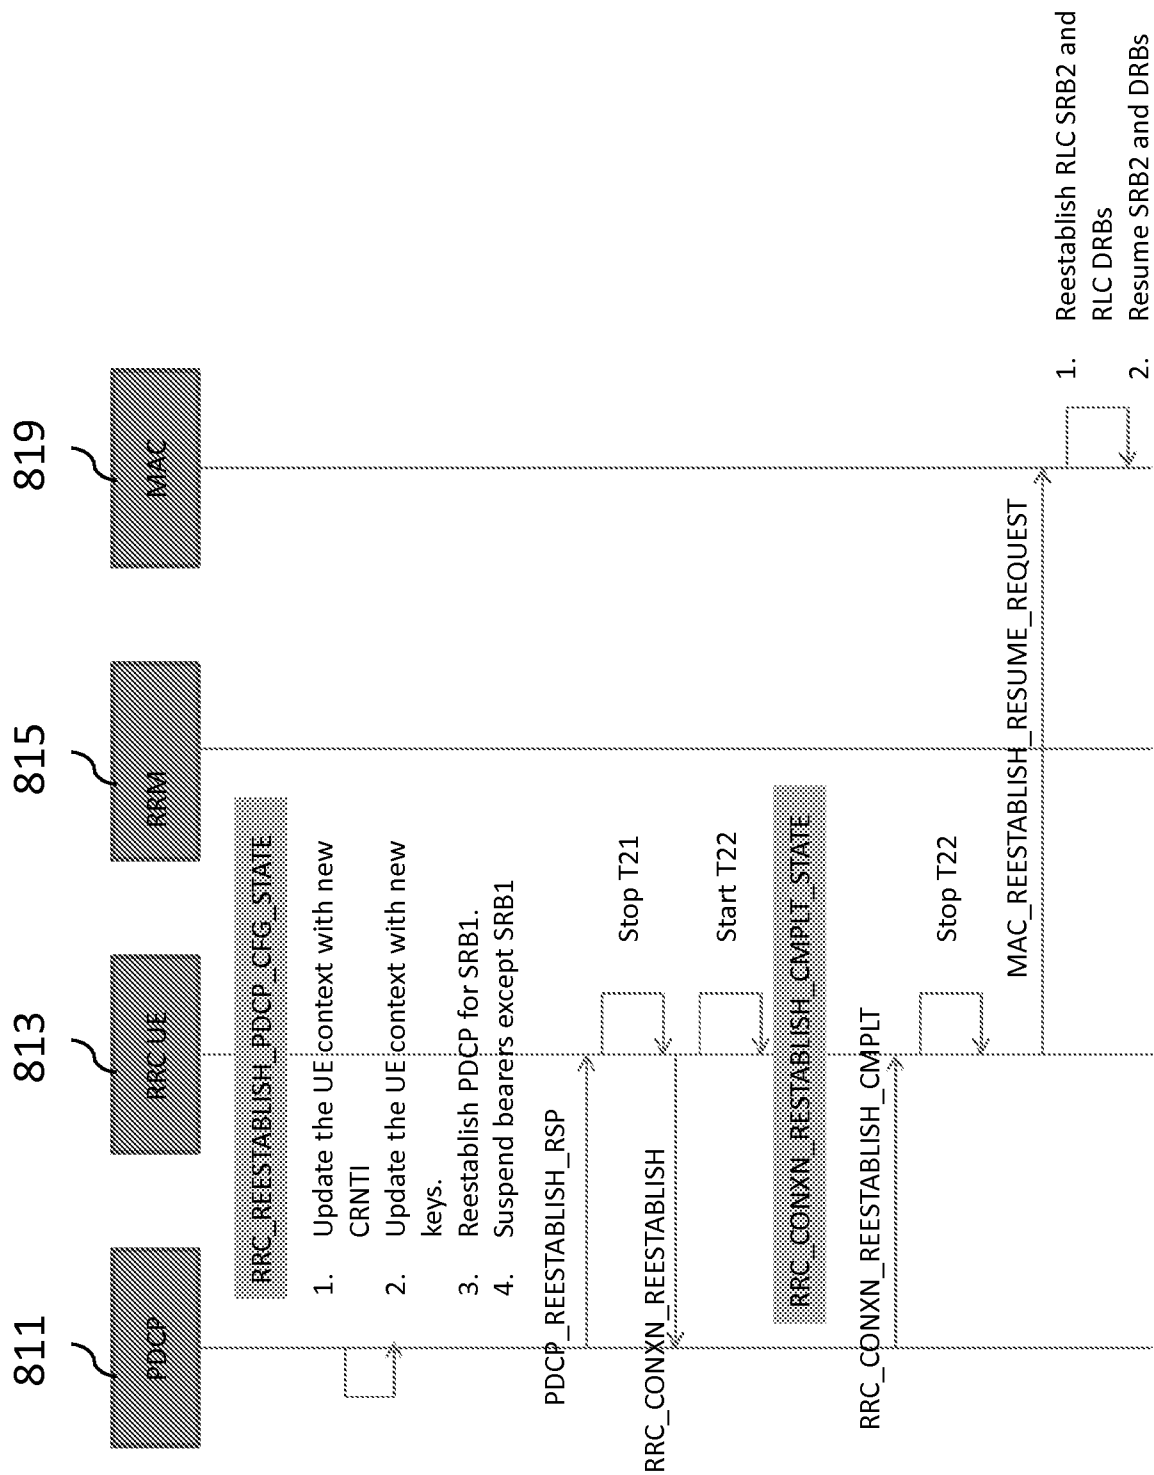 811
813
815
819
PDCP
RRC UE
RRM
MAC
RRC_REESTABLISH_PDCP_CFG_STATE
1. Update the UE context with new
CRNTI
2. Update the UE context with new
keys.
3. Reestablish PDCP for SRB1.
4. Suspend bearers except SRB1
PDCP_REESTABLISH_RSP
Stop T21
RRC_CONXN_REESTABLISH
Start T22
RRC_CONXN_RESTABLISH_CMPLT_STATE
RRC_CONXN_REESTABLISH_CMPLT
Stop T22
MAC_REESTABLISH_RESUME_REQUEST
1. Reestablish RLC SRB2 and
RLC DRBs
2. Resume SRB2 and DRBs